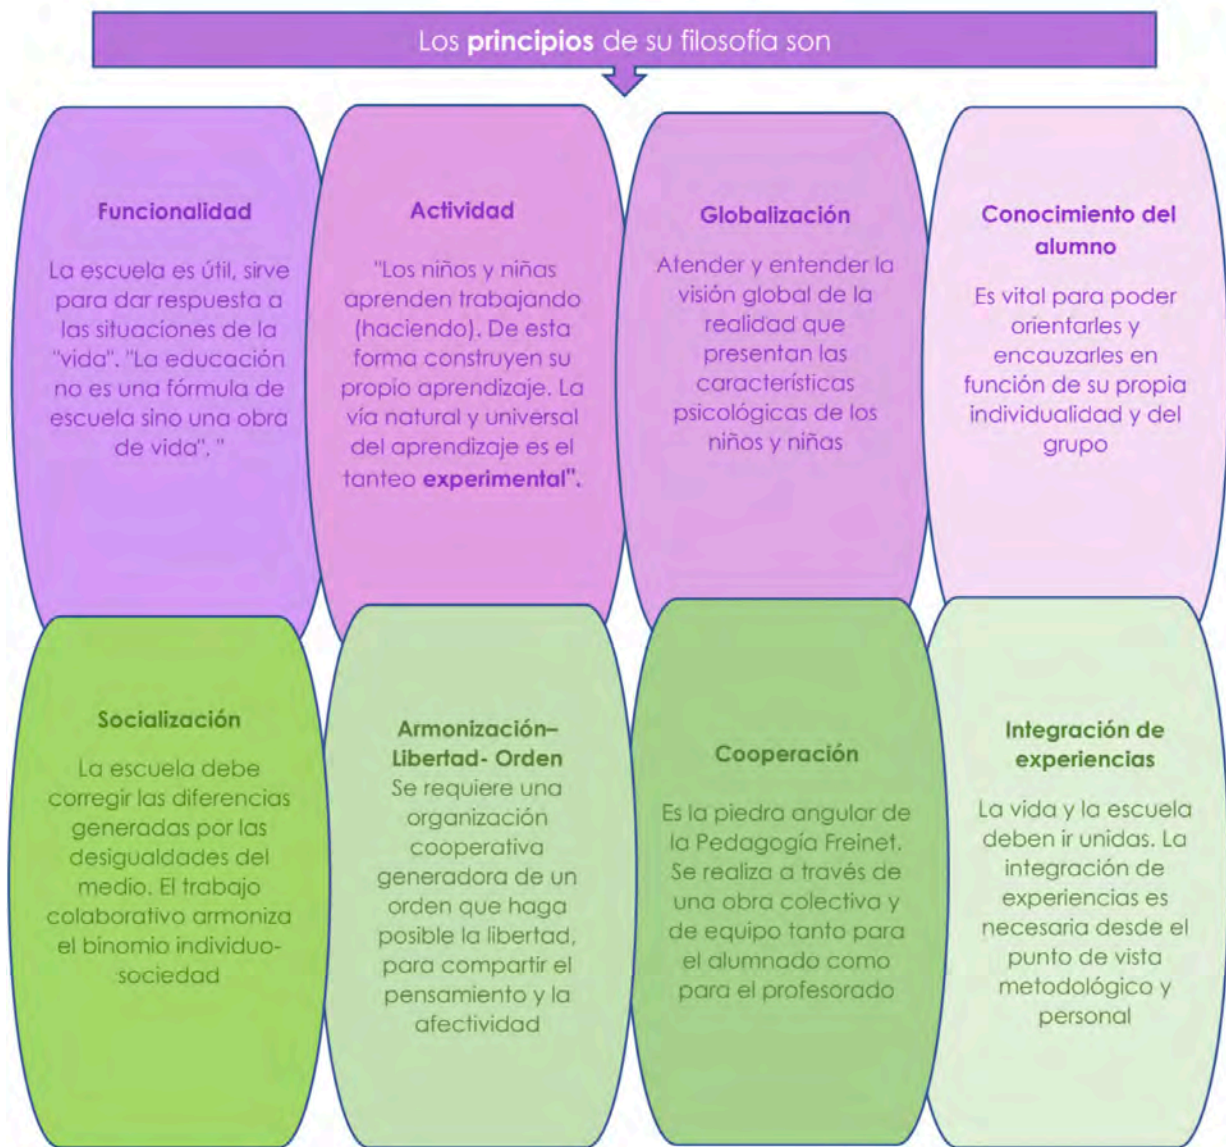 Los principios de su filosofía son
Funcionalidad
La escuela es útil, sirve
para dar respuesta a
las situaciones de la
"vida". "La educación
no es una fórmula de
escuela sino una obra
de vida". "
Actividad
"Los niños y niñas
aprenden trabajando
(haciendo). De esta
forma construyen su
propio aprendizaje. La
vía natural y universal
del aprendizaje es el
tanteo experimental".
Globalización
Atender y entender la
visión global de la
realidad que
presentan las
características
psicológicas de los
niños y niñas
Conocimiento del
alumno
Es vital para poder
orientarles y
encauzarles en
función de su propia
individualidad y del
grupo
Socialización
La escuela debe
corregir las diferencias
generadas por las
desigualdades del
medio. El trabajo
colaborativo armoniza
el binomio individuo-
sociedad
Armonización–
Libertad- Orden
Se requiere una
organización
cooperativa
generadora de un
orden que haga
posible la libertad,
para compartir el
pensamiento y la
afectividad
Cooperación
Es la piedra angular de
la Pedagogía Freinet.
Se realiza a través de
una obra colectiva y
de equipo tanto para
el alumnado como
para el profesorado
Integración de
experiencias
La vida y la escuela
deben ir unidas. La
integración de
experiencias es
necesaria desde el
punto de vista
metodológico y
personal